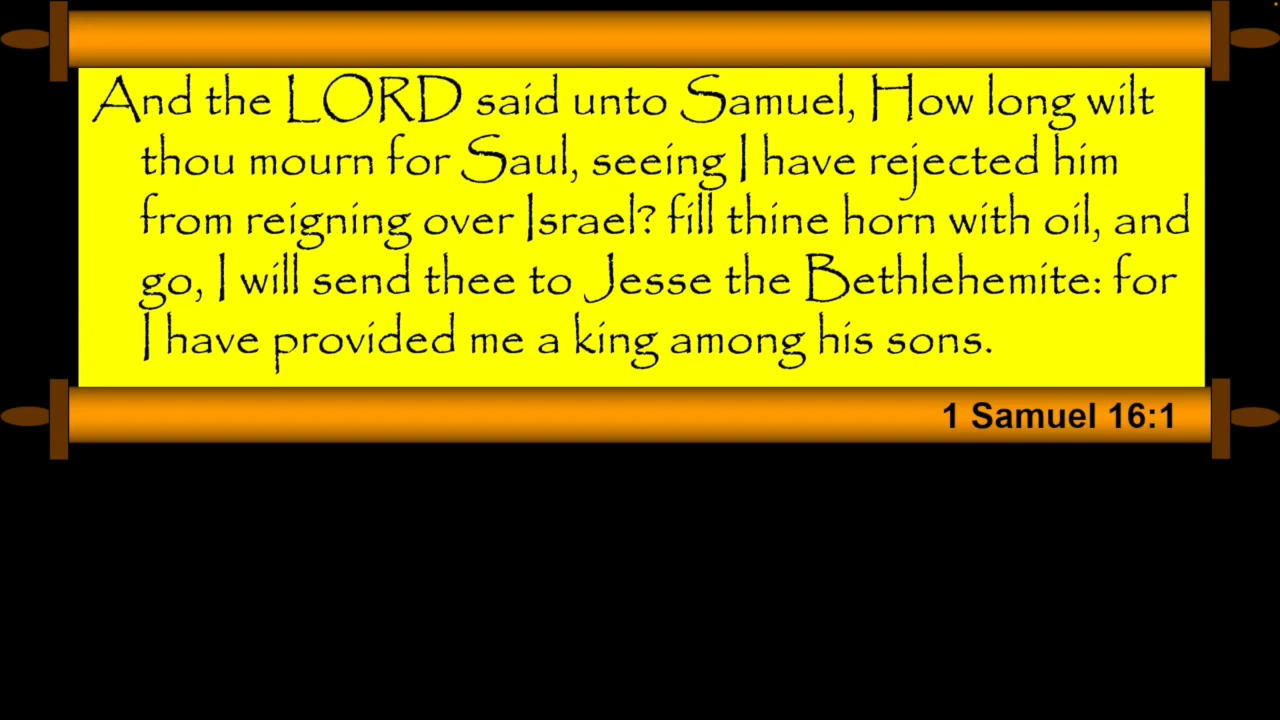 And the LORD said unto Samuel, How long wilt
thou mourn for Saul, seeing I have rejected him
from reigning over Israel? fill thine horn with oil, and
go, I will send thee to Jesse the Bethlehemite: for
I have provided me a king among his sons.
1 Samuel 16:1